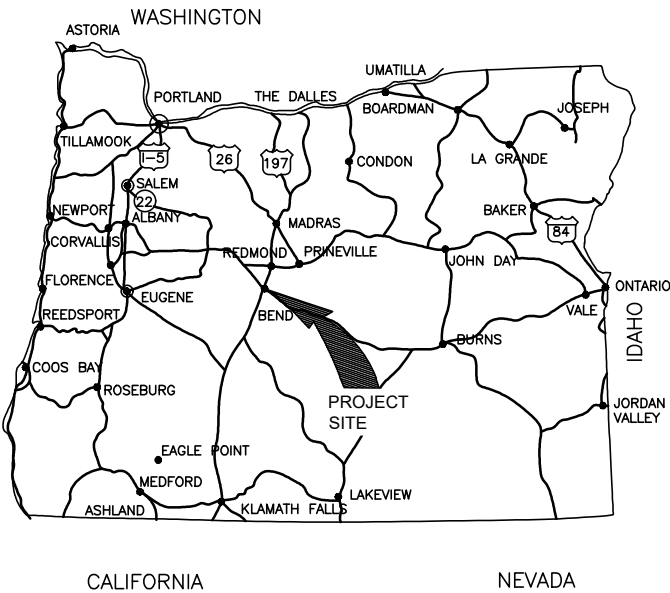 WASHINGTON
ASTORIA
UMATILLA
PORTLAND
THE DALLES
BOARDMAN
JOSEPH
TILLAMOOK
I-5
26
197
CONDON
LA GRANDE
SALEM
22
NEWPORT
ALBANY
BAKER
MADRAS
84
CORVALLIS
REDMOND
PRINEVILLE
JOHN DAY
FLORENCE
EUGENE
ONTARIO
REEDSPORT
BEND
VALE
IDAHO
BURNS
COOS BAY
ROSEBURG
PROJECT
SITE
JORDAN
VALLEY
EAGLE POINT
MEDFORD
LAKEVIEW
ASHLAND
KLAMATH FALLS
CALIFORNIA
NEVADA